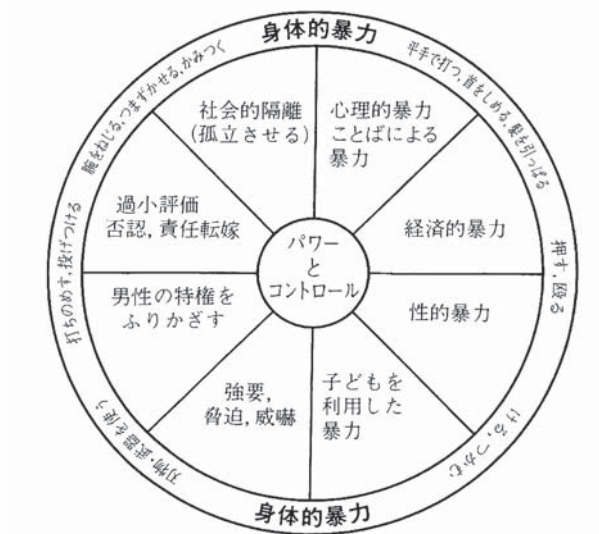 身体的暴力
平手で打つ,首をしめる,髪を引っぱる
押す,殴る
ける,つかむ
身体的暴力
刃物・武器を使う
打ちのめす,投げつける
腕をねじる,つまずかせる,かみつく
心理的暴力
ことばによる
暴力
経済的暴力
性的暴力
子どもを
利用した
暴力
強要,
脅迫,威嚇
男性の特権を
ふりかざす
過小評価
否認,責任転嫁
社会的隔離
(孤立させる)
パワー
と
コントロール